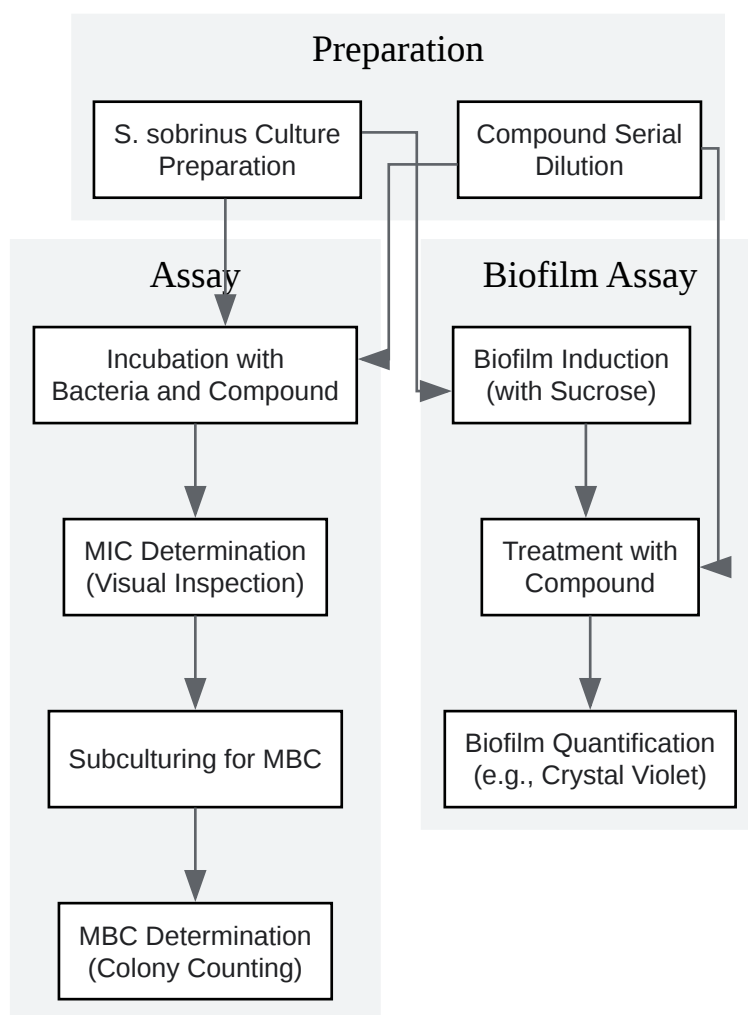 Preparation
S. sobrinus Culture
Preparation
Compound Serial
Dilution
Assay
Incubation with
Bacteria and Compound
MIC Determination
(Visual Inspection)
Subculturing for MBC
MBC Determination
(Colony Counting)
Biofilm Assay
Biofilm Induction
(with Sucrose)
Treatment with
Compound
Biofilm Quantification
(e.g., Crystal Violet)